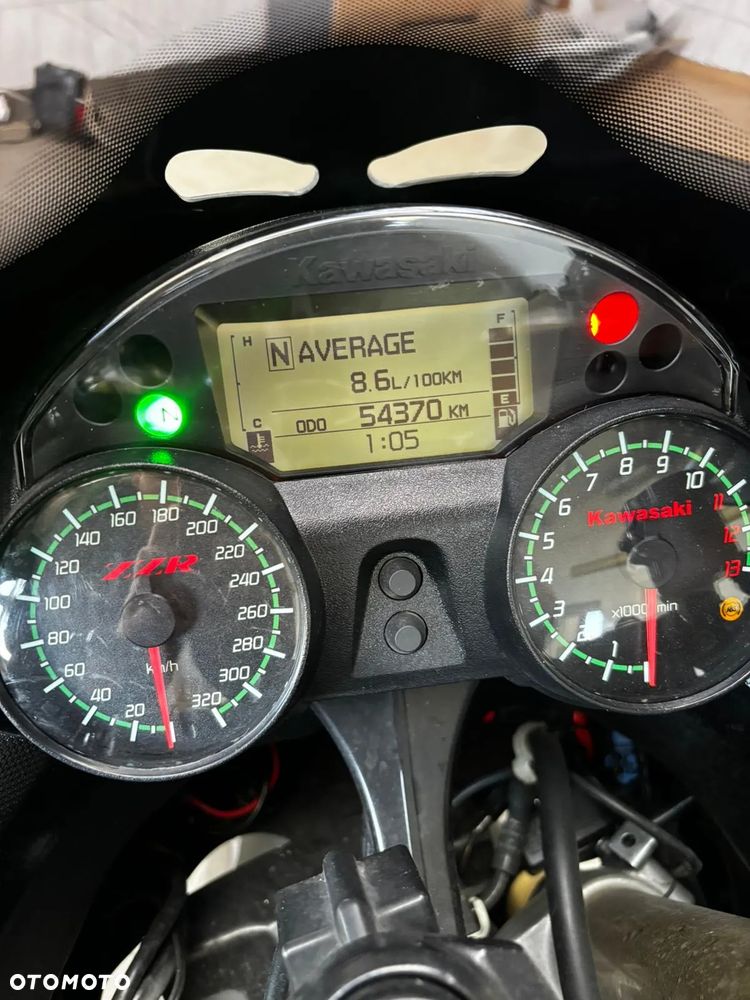 Kawasaki
H
N AVERAGE
F
8.6 L/100KM
C
ODO 54370 KM
E
1:05
20
40
60
80
100
120
140
160
180
200
220
240
260
280
300
320
ZZR
km/h
1
2
3
4
5
6
7
8
9
10
11
12
13
Kawasaki
x1000 r/min
ABS
N
OTOMOTO